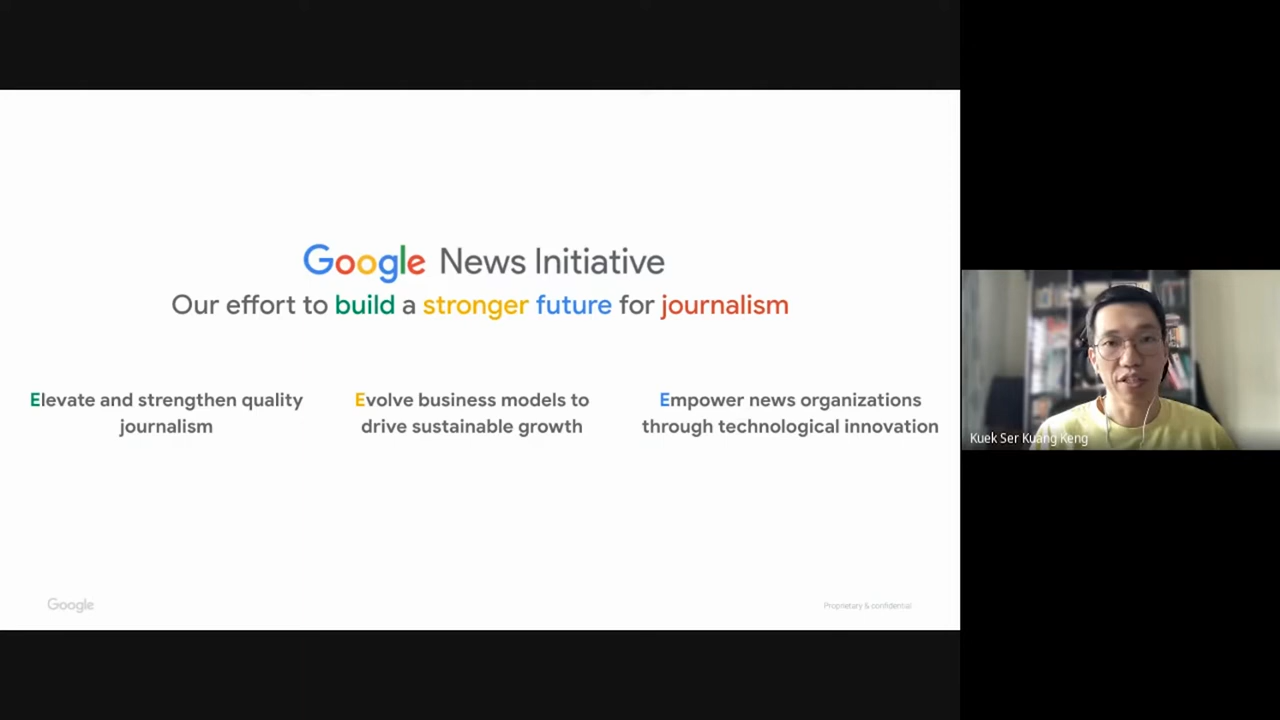 Google News Initiative
Our effort to build a stronger future for journalism
Elevate and strengthen quality
journalism
Evolve business models to
drive sustainable growth
Empower news organizations
through technological innovation
Google
Proprietary & confidential
Kuek Ser Kuang Keng